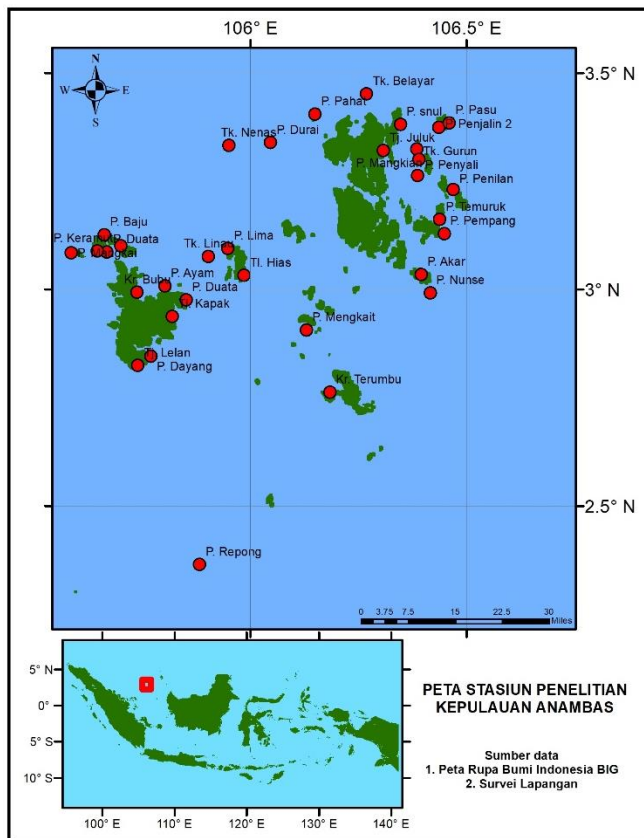 106° E
106.5° E
N
W E
S
3.5° N
3° N
2.5° N
Tk. Belayar
P. Pahat
P. snul
P. Pasu
Penjalin 2
Tk. Nenas
P. Durai
Tj. Juluk
Tk. Gurun
P. Mangkian
P. Penyali
P. Penilan
P. Temuruk
P. Pempang
P. Baju
P. Duata
P. Lima
Tk. Linau
Tl. Hias
P. Akar
P. Nunse
Kr. Bubu
P. Ayam
P. Duata
Kapak
P. Mengkait
Tj. Lelan
P. Dayang
Kr. Terumbu
P. Repong
0 3.75 7.5 15 22.5 30
Miles
5° N
0°
5° S
10° S
100° E
110° E
120° E
130° E
140° E
PETA STASIUN PENELITIAN
KEPULAUAN ANAMBAS
Sumber data
1. Peta Rupa Bumi Indonesia BIG
2. Survei Lapangan